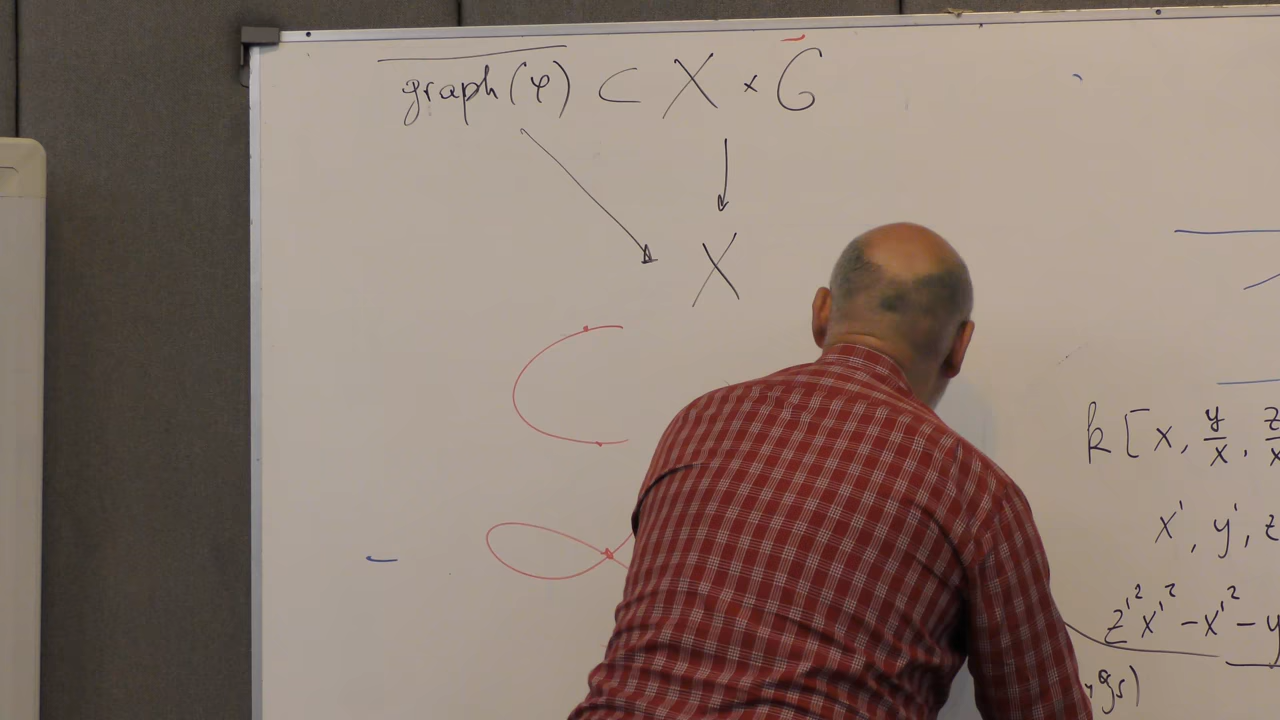 graph(φ) ⊂ X × G
X
k[x, y/x, z/x
x', y', z
z'²x'² - x'² - y